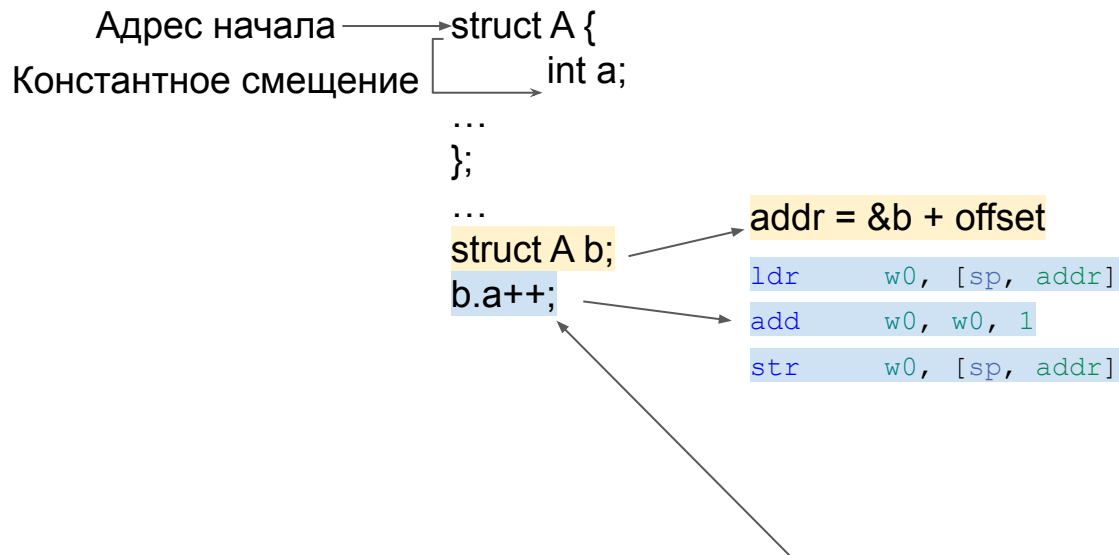 Адрес начала
struct A {
Константное смещение
int a;
…
};
…
struct A b;
b.a++;
addr = &b + offset
ldr w0, [sp, addr]
add w0, w0, 1
str w0, [sp, addr]